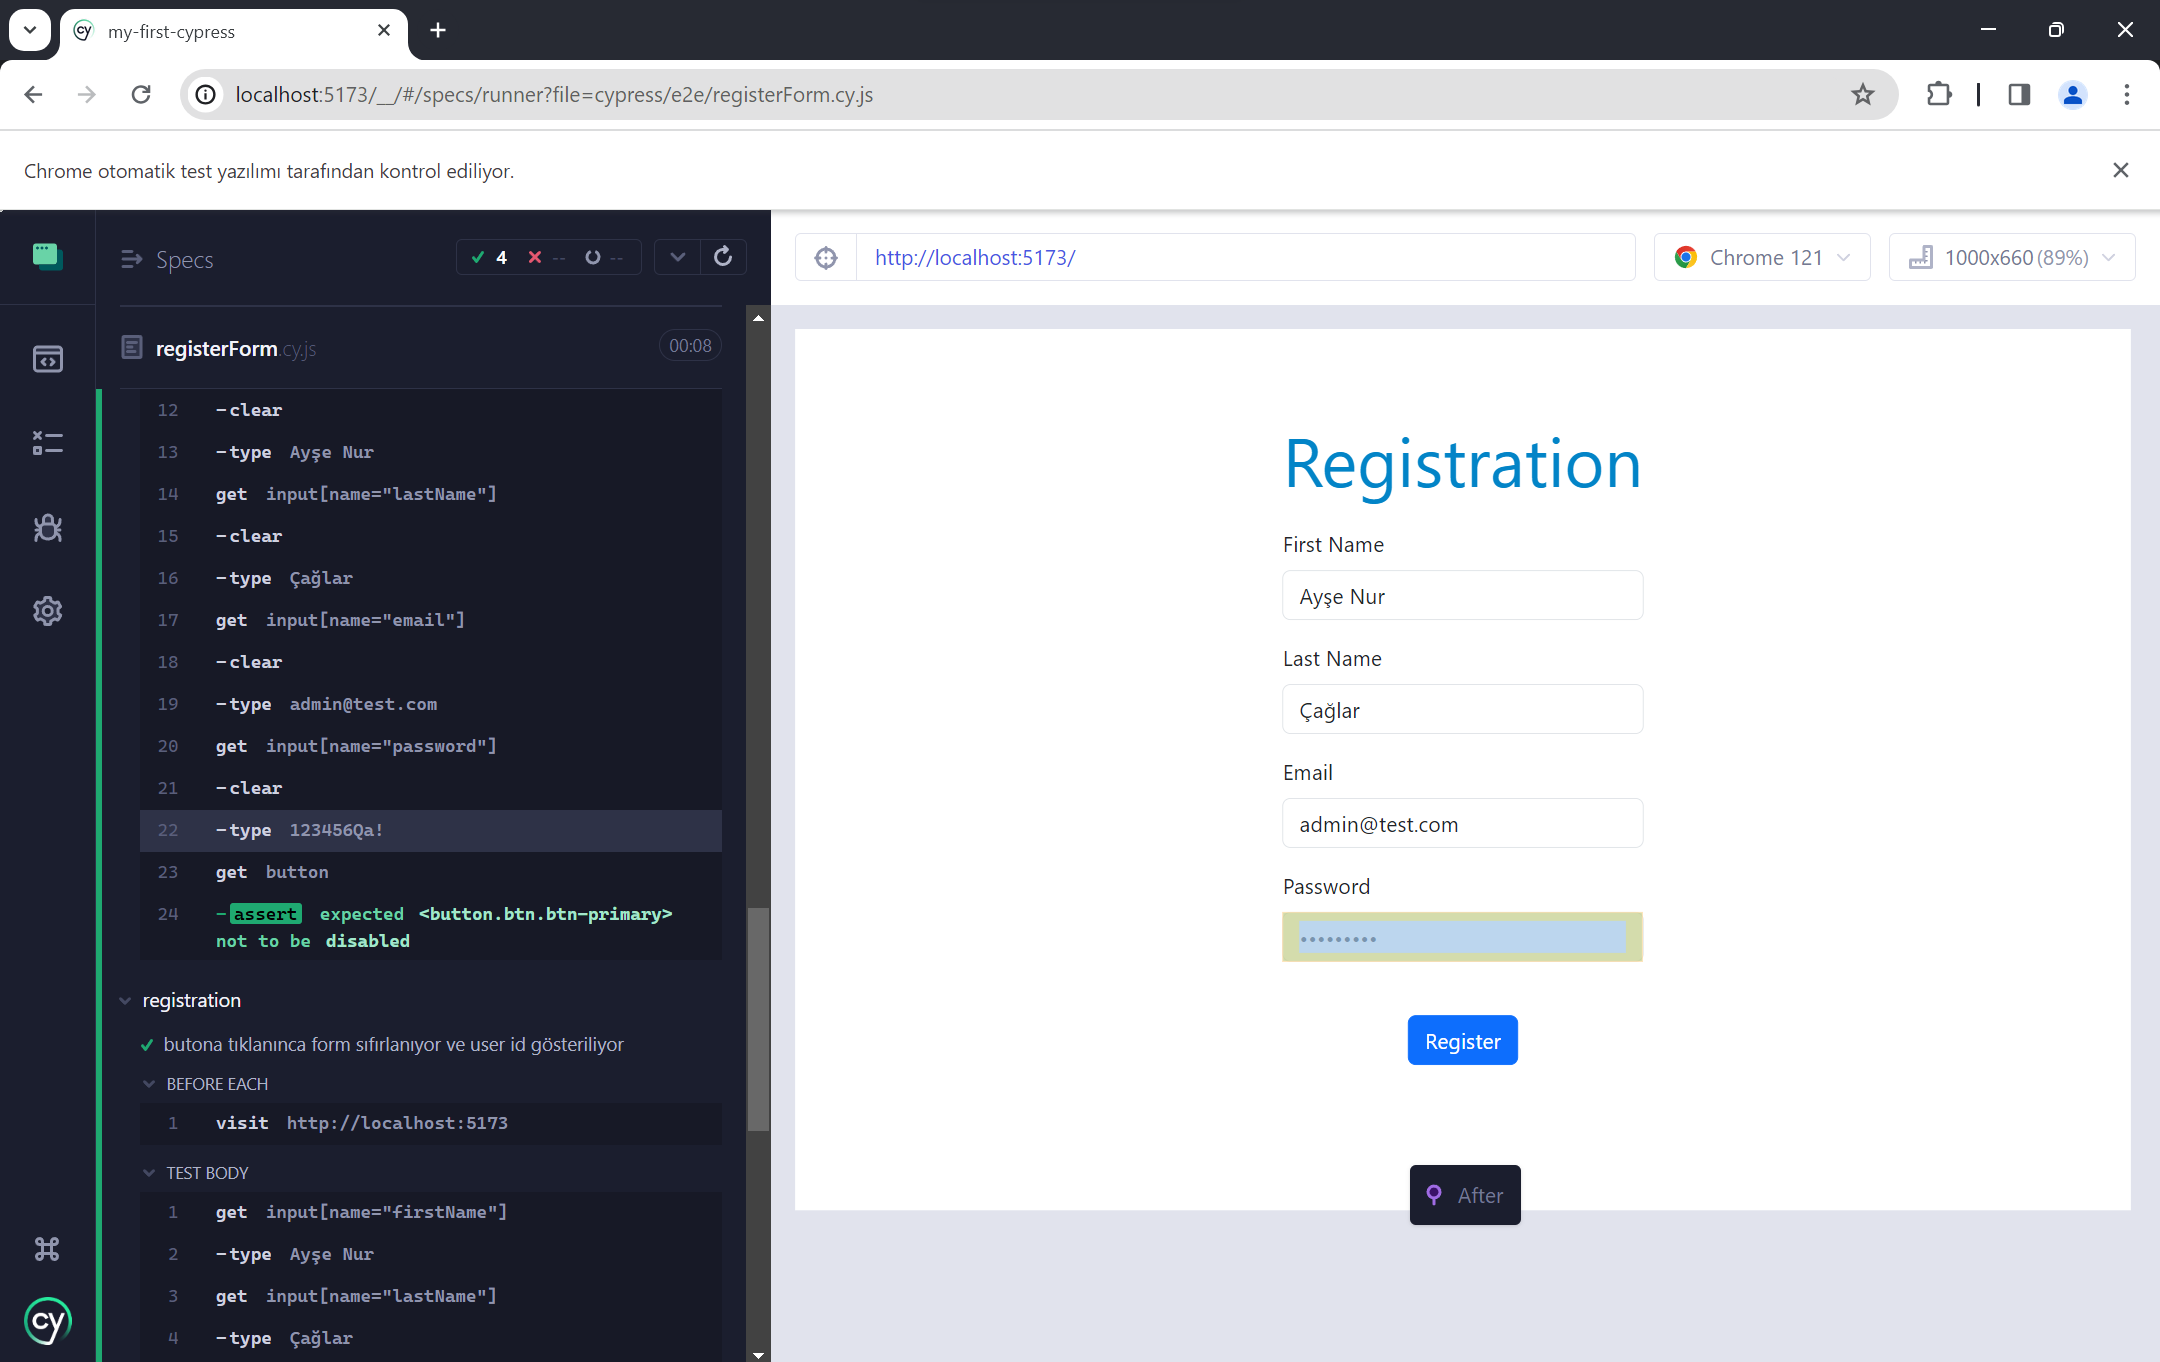 my-first-cypress
localhost:5173/__/#/specs/runner?file=cypress/e2e/registerForm.cy.js
Chrome otomatik test yazılımı tarafından kontrol ediliyor.
Specs
4 -- --
http://localhost:5173/
Chrome 121
1000x660 (89%)
registerForm.cy.js
00:08
12 -clear
13 -type Ayşe Nur
14 get input[name="lastName"]
15 -clear
16 -type Çağlar
17 get input[name="email"]
18 -clear
19 -type admin@test.com
20 get input[name="password"]
21 -clear
22 -type 123456Qa!
23 get button
24 -assert expected <button.btn.btn-primary>
not to be disabled
registration
butona tıklanınca form sıfırlanıyor ve user id gösteriliyor
BEFORE EACH
1 visit http://localhost:5173
TEST BODY
1 get input[name="firstName"]
2 -type Ayşe Nur
3 get input[name="lastName"]
4 -type Çağlar
cy
Registration
First Name
Ayşe Nur
Last Name
Çağlar
Email
admin@test.com
Password
•••••••••
Register
After